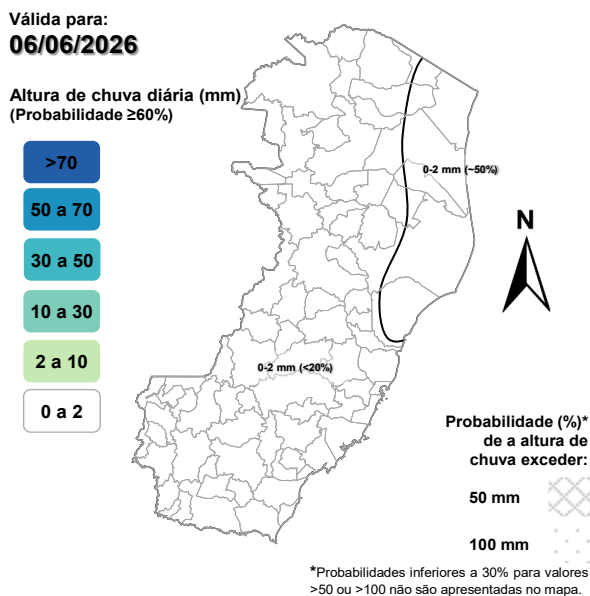 Válida para:
06/06/2026
Altura de chuva diária (mm)
(Probabilidade ≥60%)
>70
50 a 70
30 a 50
10 a 30
2 a 10
0 a 2
0-2 mm (~50%)
N
0-2 mm (<20%)
Probabilidade (%)*
de a altura de
chuva exceder:
50 mm
100 mm
*Probabilidades inferiores a 30% para valores
>50 ou >100 não são apresentadas no mapa.